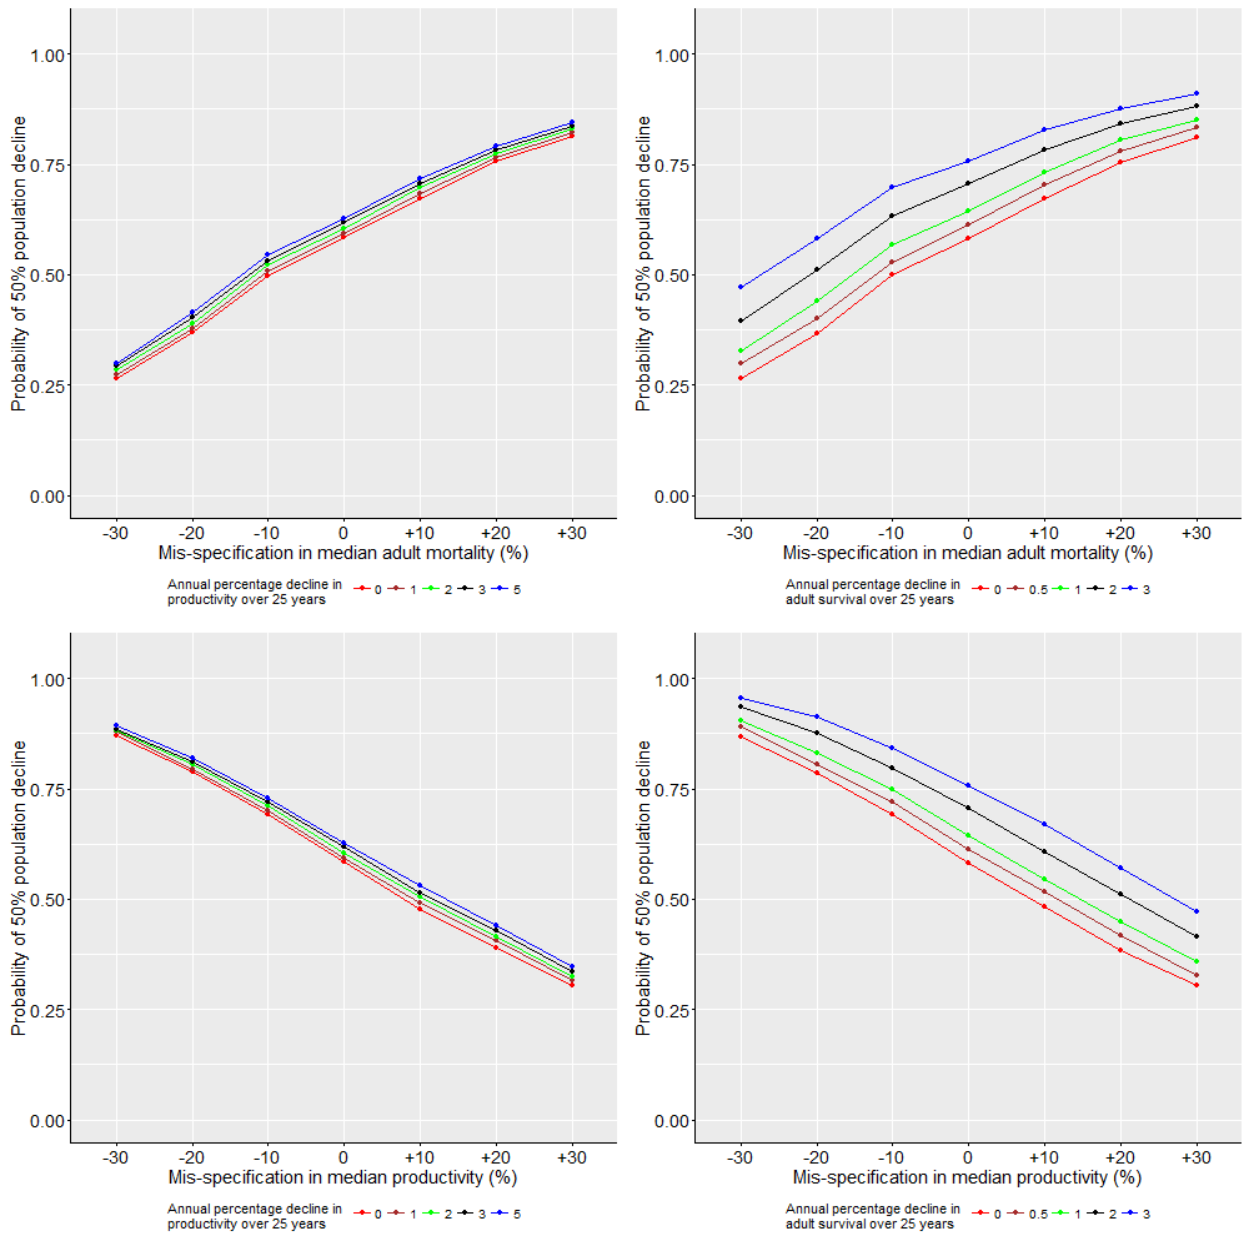 Probability of 50% population decline
1.00
0.75
0.50
0.25
0.00
-30 -20 -10 0 +10 +20 +30
Mis-specification in median adult mortality (%)
Annual percentage decline in
productivity over 25 years
0 1 2 3 5
Probability of 50% population decline
1.00
0.75
0.50
0.25
0.00
-30 -20 -10 0 +10 +20 +30
Mis-specification in median adult mortality (%)
Annual percentage decline in
adult survival over 25 years
0 0.5 1 2 3
Probability of 50% population decline
1.00
0.75
0.50
0.25
0.00
-30 -20 -10 0 +10 +20 +30
Mis-specification in median productivity (%)
Annual percentage decline in
productivity over 25 years
0 1 2 3 5
Probability of 50% population decline
1.00
0.75
0.50
0.25
0.00
-30 -20 -10 0 +10 +20 +30
Mis-specification in median productivity (%)
Annual percentage decline in
adult survival over 25 years
0 0.5 1 2 3